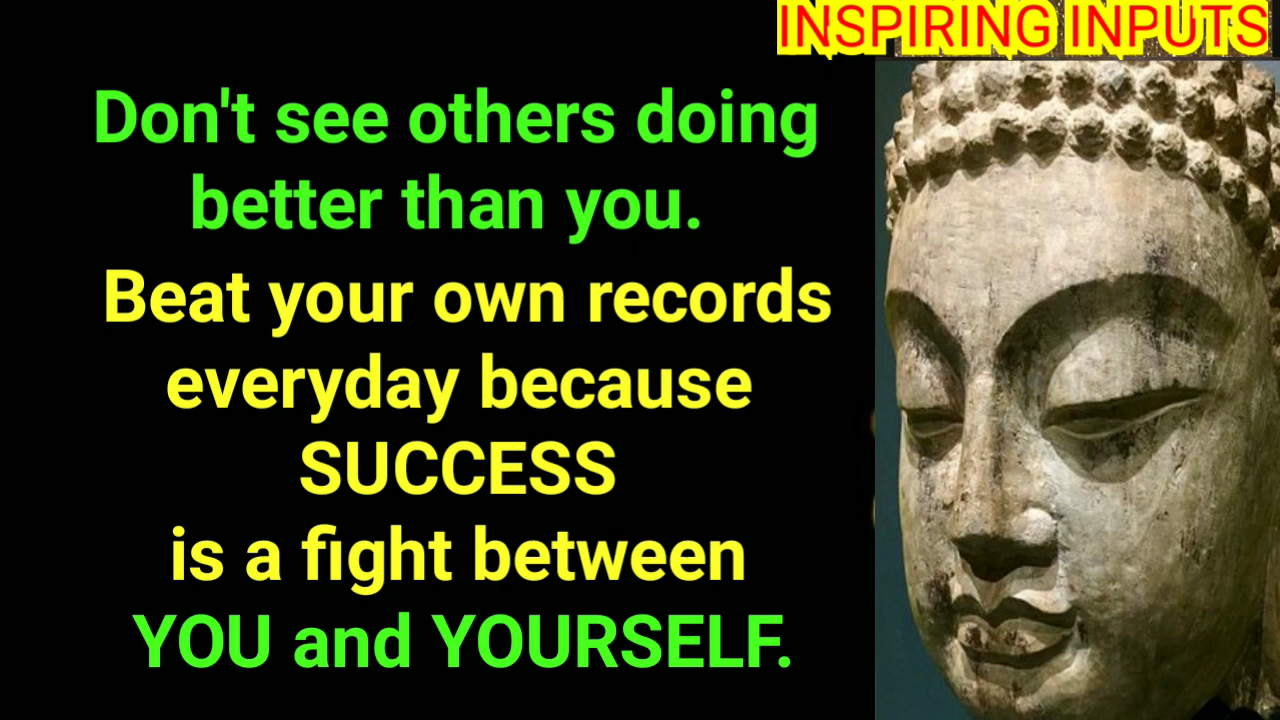 INSPIRING INPUTS
Don't see others doing
better than you.
Beat your own records
everyday because
SUCCESS
is a fight between
YOU and YOURSELF.